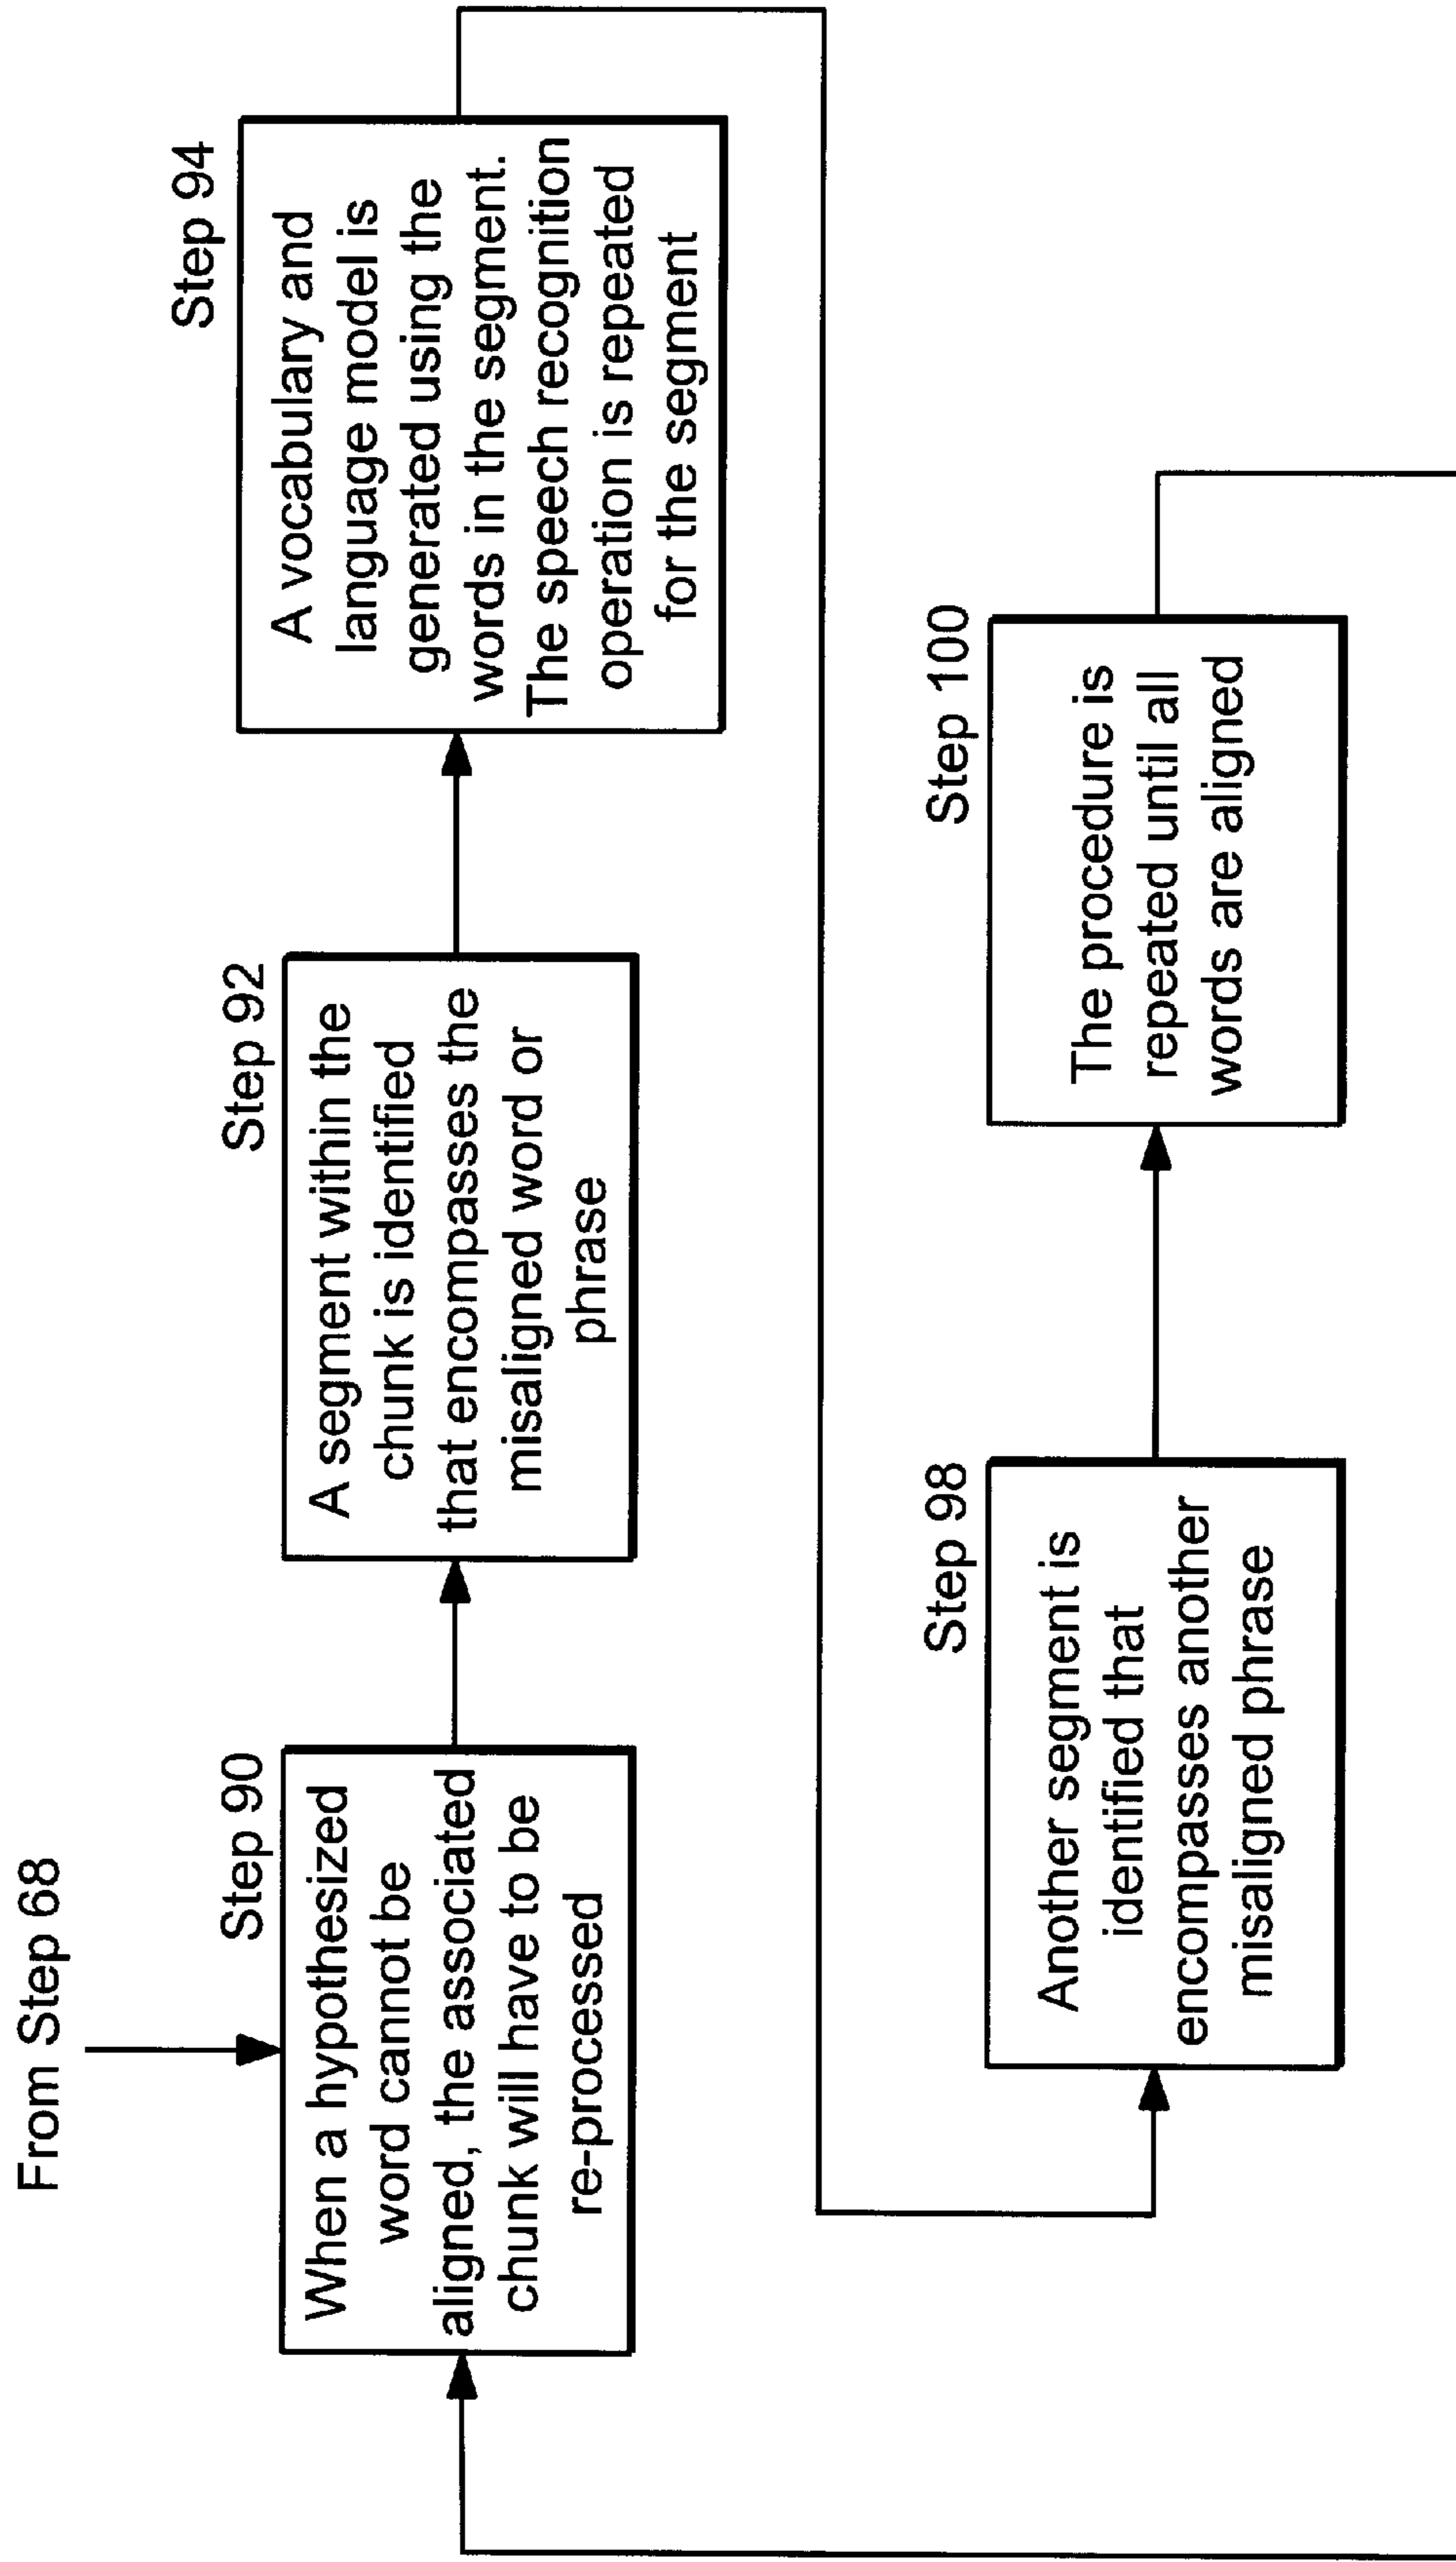 From Step 68
Step 90
When a hypothesized
word cannot be
aligned, the associated
chunk will have to be
re-processed
Step 92
A segment within the
chunk is identified
that encompasses the
misaligned word or
phrase
Step 94
A vocabulary and
language model is
generated using the
words in the segment.
The speech recognition
operation is repeated
for the segment
Step 98
Another segment is
identified that
encompasses another
misaligned phrase
Step 100
The procedure is
repeated until all
words are aligned